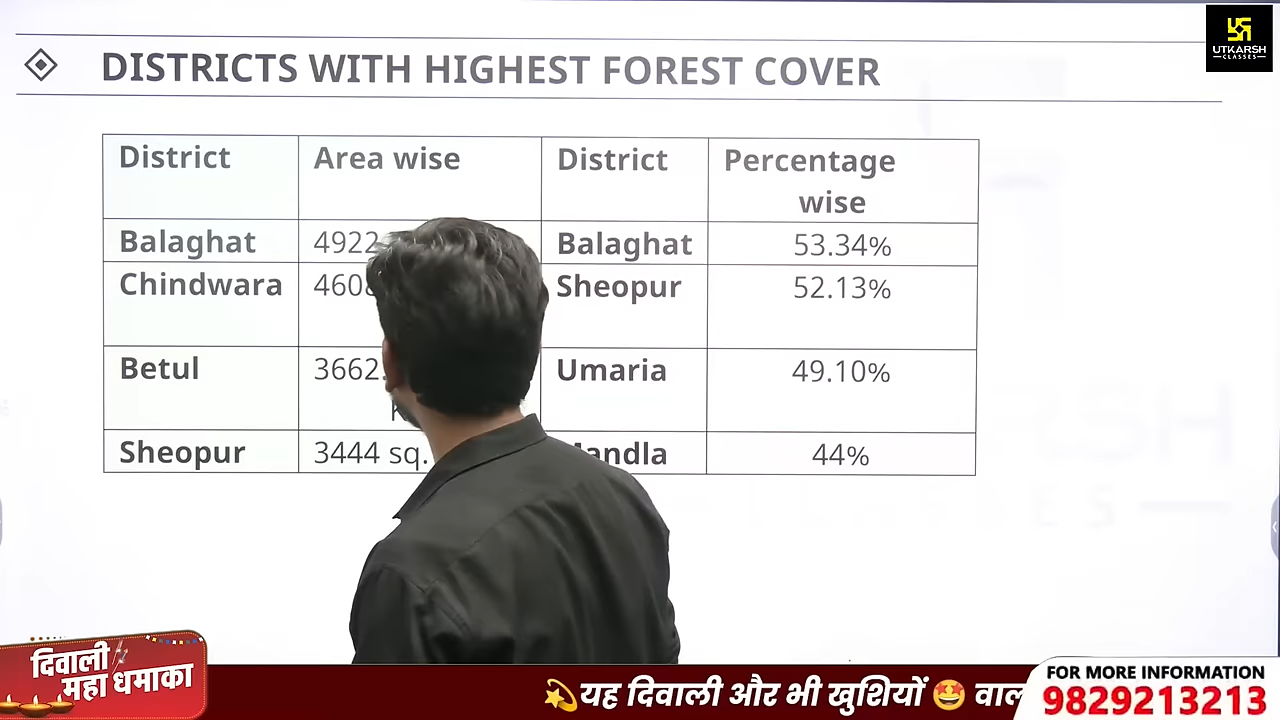 UTKARSH
CLASSES
DISTRICTS WITH HIGHEST FOREST COVER
District Area wise District Percentage
wise
Balaghat 4922 Balaghat 53.34%
Chindwara 460 Sheopur 52.13%
Betul 3662. Umaria 49.10%
Sheopur 3444 sq. Mandla 44%
दिवाली
महा धमाका
यह दिवाली और भी खुशियों वाल
FOR MORE INFORMATION
9829213213